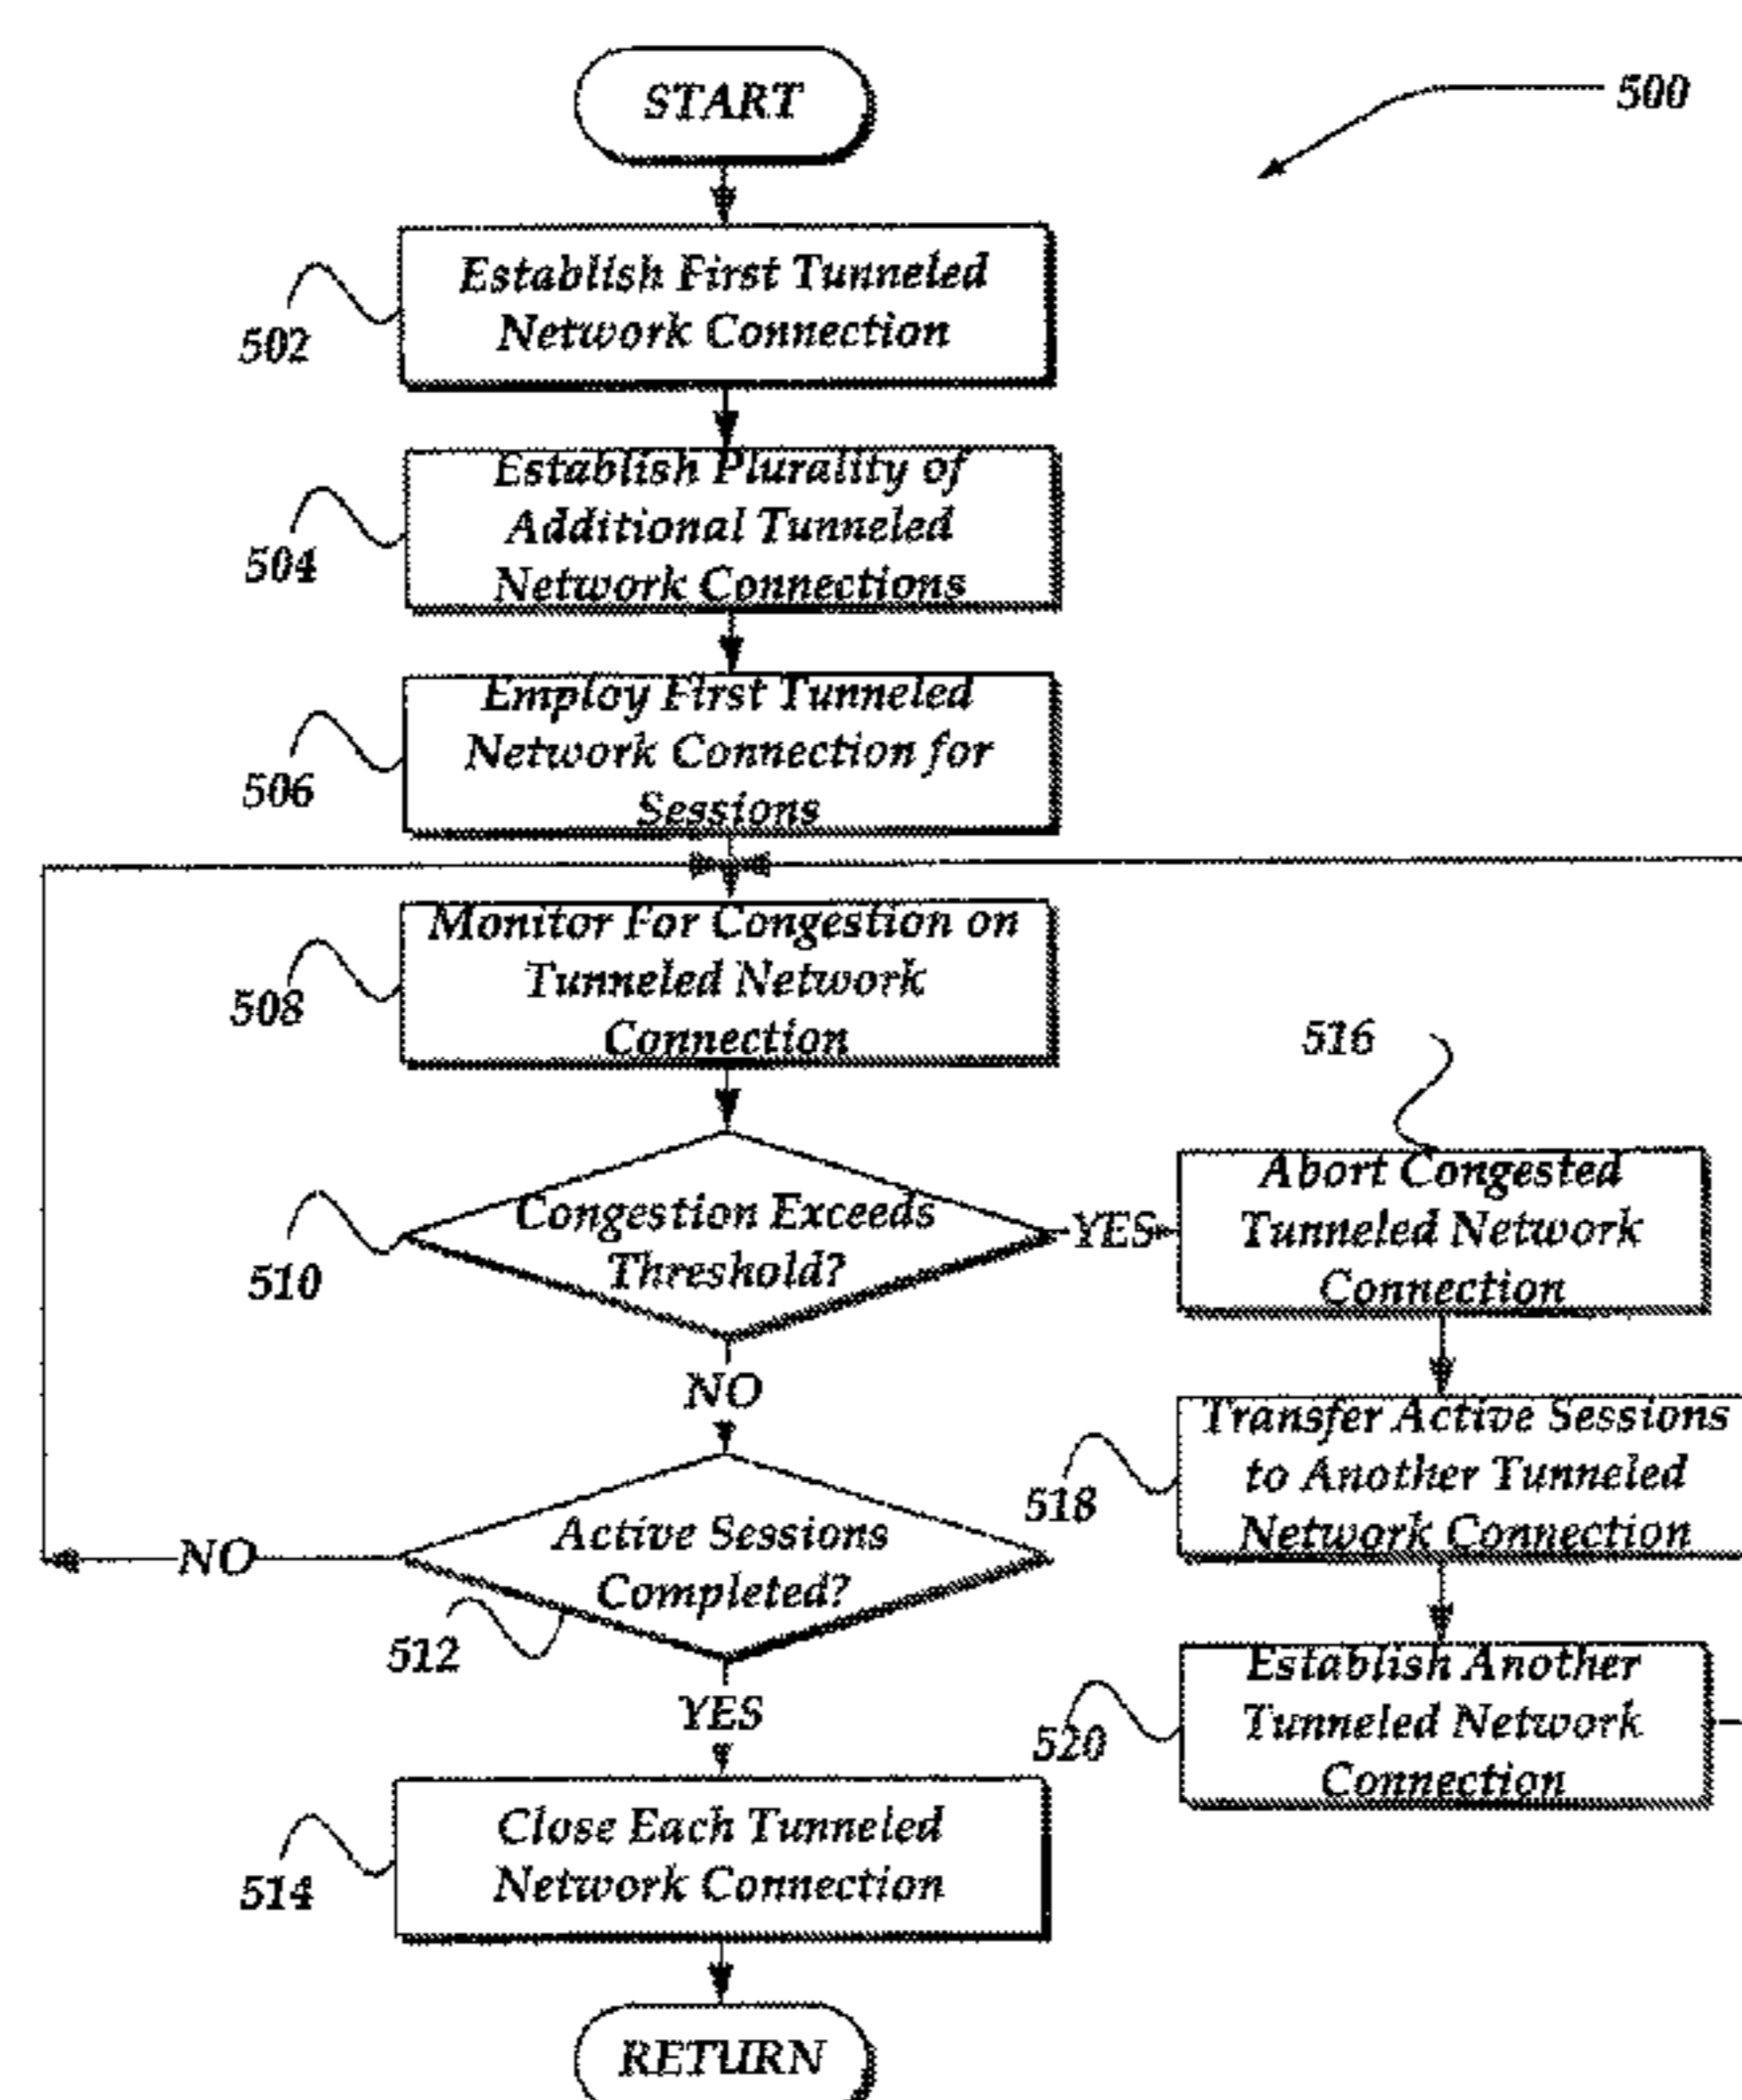 START
500
Establish First Tunneled
Network Connection
502
Establish Plurality of
Additional Tunneled
Network Connections
504
Employ First Tunneled
Network Connection for
Sessions
506
Monitor For Congestion on
Tunneled Network
Connection
508
Congestion Exceeds
Threshold?
510
YES
516
Abort Congested
Tunneled Network
Connection
NO
Transfer Active Sessions
to Another Tunneled
Network Connection
518
Active Sessions
Completed?
NO
512
YES
Establish Another
Tunneled Network
Connection
520
Close Each Tunneled
Network Connection
514
RETURN